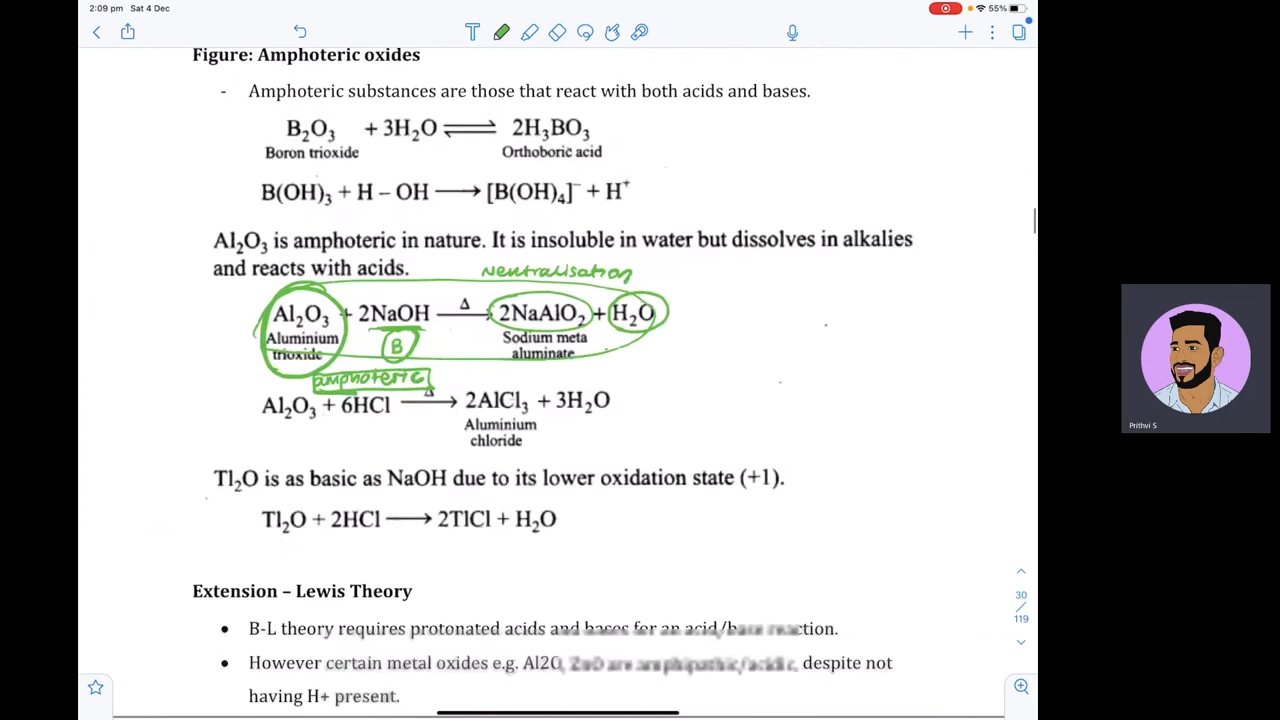 2:09 pm Sat 4 Dec 55%
Figure: Amphoteric oxides
- Amphoteric substances are those that react with both acids and bases.
B₂O₃ + 3H₂O ⇌ 2H₃BO₃
Boron trioxide Orthoboric acid
B(OH)₃ + H – OH ⟶ [B(OH)₄]⁻ + H⁺
Al₂O₃ is amphoteric in nature. It is insoluble in water but dissolves in alkalies
and reacts with acids.
Neutralisation
Al₂O₃ + 2NaOH —Δ→ 2NaAlO₂ + H₂O
Aluminium Sodium meta
trioxide B aluminate
amphoteric
Al₂O₃ + 6HCl —Δ→ 2AlCl₃ + 3H₂O
Aluminium
chloride
Tl₂O is as basic as NaOH due to its lower oxidation state (+1).
Tl₂O + 2HCl ⟶ 2TlCl + H₂O
Extension – Lewis Theory
• B-L theory requires protonated acids and bases for an acid/base reaction.
• However certain metal oxides e.g. Al2O, ZnO are amphipathic/acidic, despite not
having H+ present.
30
/
119
Prithvi S